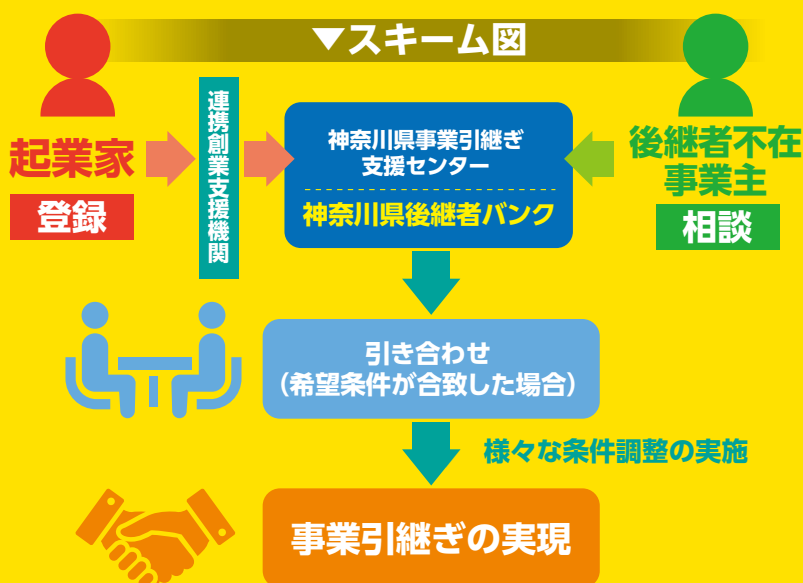 ▼スキーム図
起業家
登録
連携創業支援機関
神奈川県事業引継ぎ
支援センター
神奈川県後継者バンク
後継者不在
事業主
相談
引き合わせ
(希望条件が合致した場合)
様々な条件調整の実施
事業引継ぎの実現